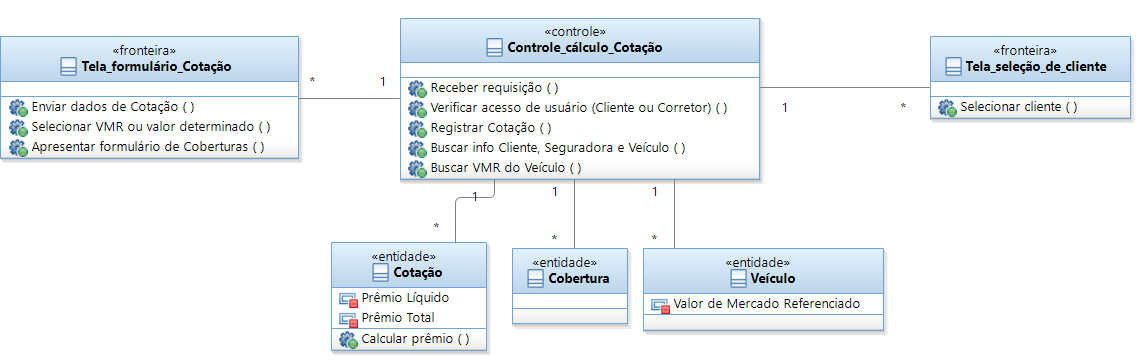 «fronteira»
Tela_formulário_Cotação
Enviar dados de Cotação ( )
Selecionar VMR ou valor determinado ( )
Apresentar formulário de Coberturas ( )
*
1
«controle»
Controle_cálculo_Cotação
Receber requisição ( )
Verificar acesso de usuário (Cliente ou Corretor) ( )
Registrar Cotação ( )
Buscar info Cliente, Seguradora e Veículo ( )
Buscar VMR do Veículo ( )
1
*
«fronteira»
Tela_seleção_de_cliente
Selecionar cliente ( )
1
*
1
*
1
*
«entidade»
Cotação
Prêmio Líquido
Prêmio Total
Calcular prêmio ( )
«entidade»
Cobertura
«entidade»
Veículo
Valor de Mercado Referenciado